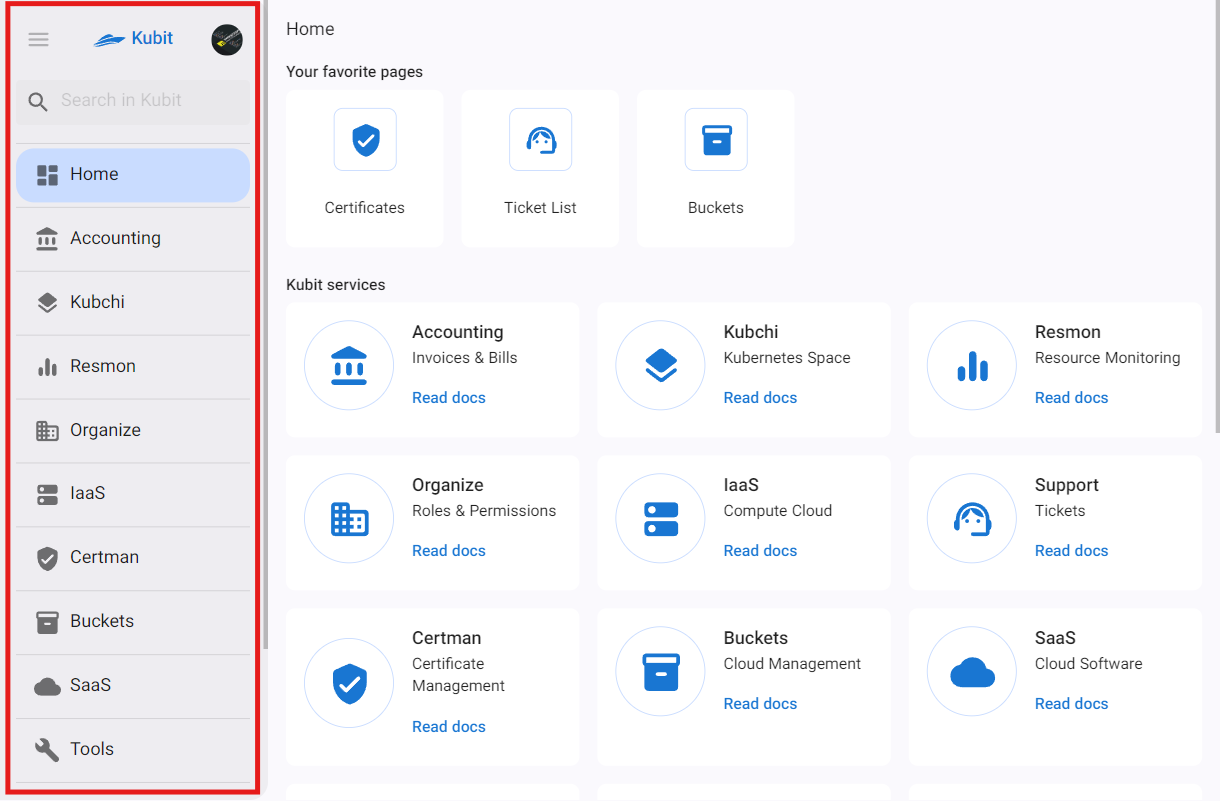 Kubit
Search in Kubit
Home
Accounting
Kubchi
Resmon
Organize
IaaS
Certman
Buckets
SaaS
Tools
Home
Your favorite pages
Certificates
Ticket List
Buckets
Kubit services
Accounting
Invoices & Bills
Read docs
Kubchi
Kubernetes Space
Read docs
Resmon
Resource Monitoring
Read docs
Organize
Roles & Permissions
Read docs
IaaS
Compute Cloud
Read docs
Support
Tickets
Read docs
Certman
Certificate
Management
Read docs
Buckets
Cloud Management
Read docs
SaaS
Cloud Software
Read docs